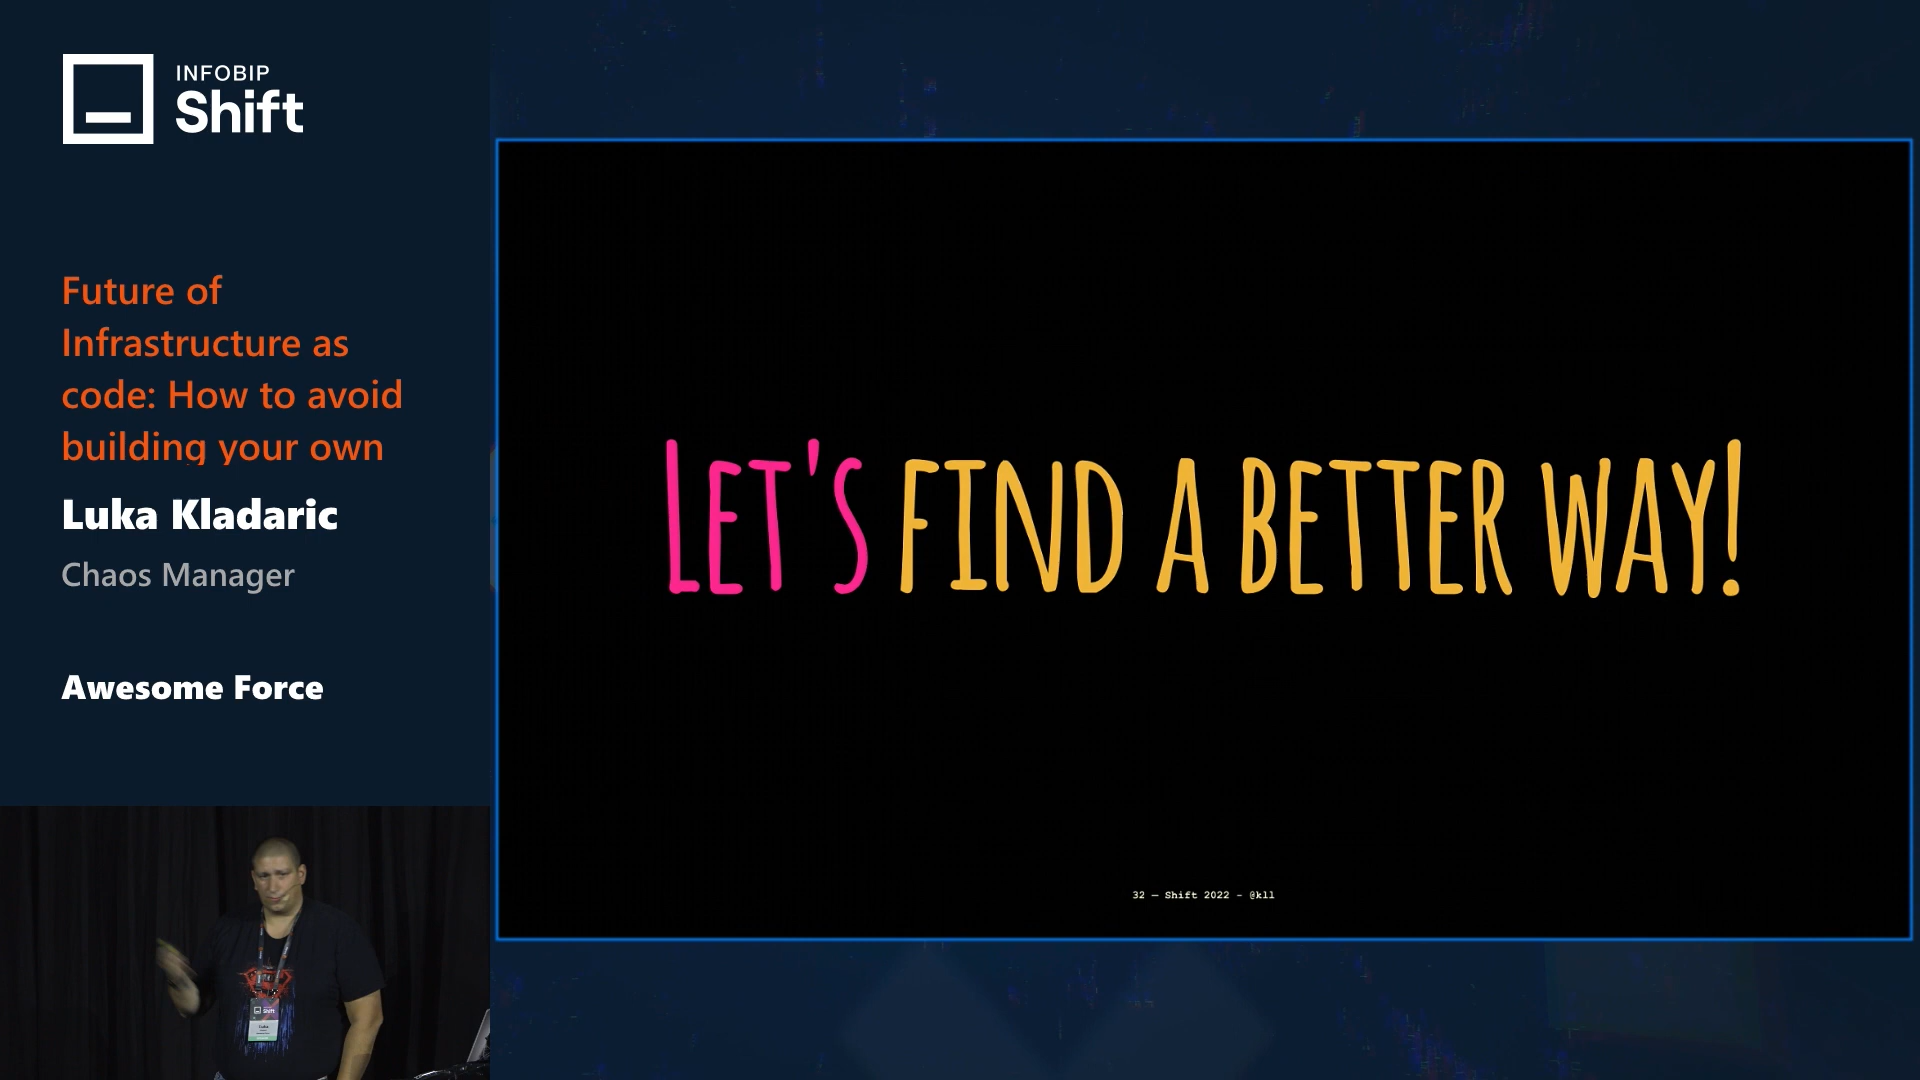 INFOBIP
Shift
Future of
Infrastructure as
code: How to avoid
building your own
Luka Kladaric
Chaos Manager
Awesome Force
LET'S FIND A BETTER WAY!
32 — Shift 2022 - @kll
Shift